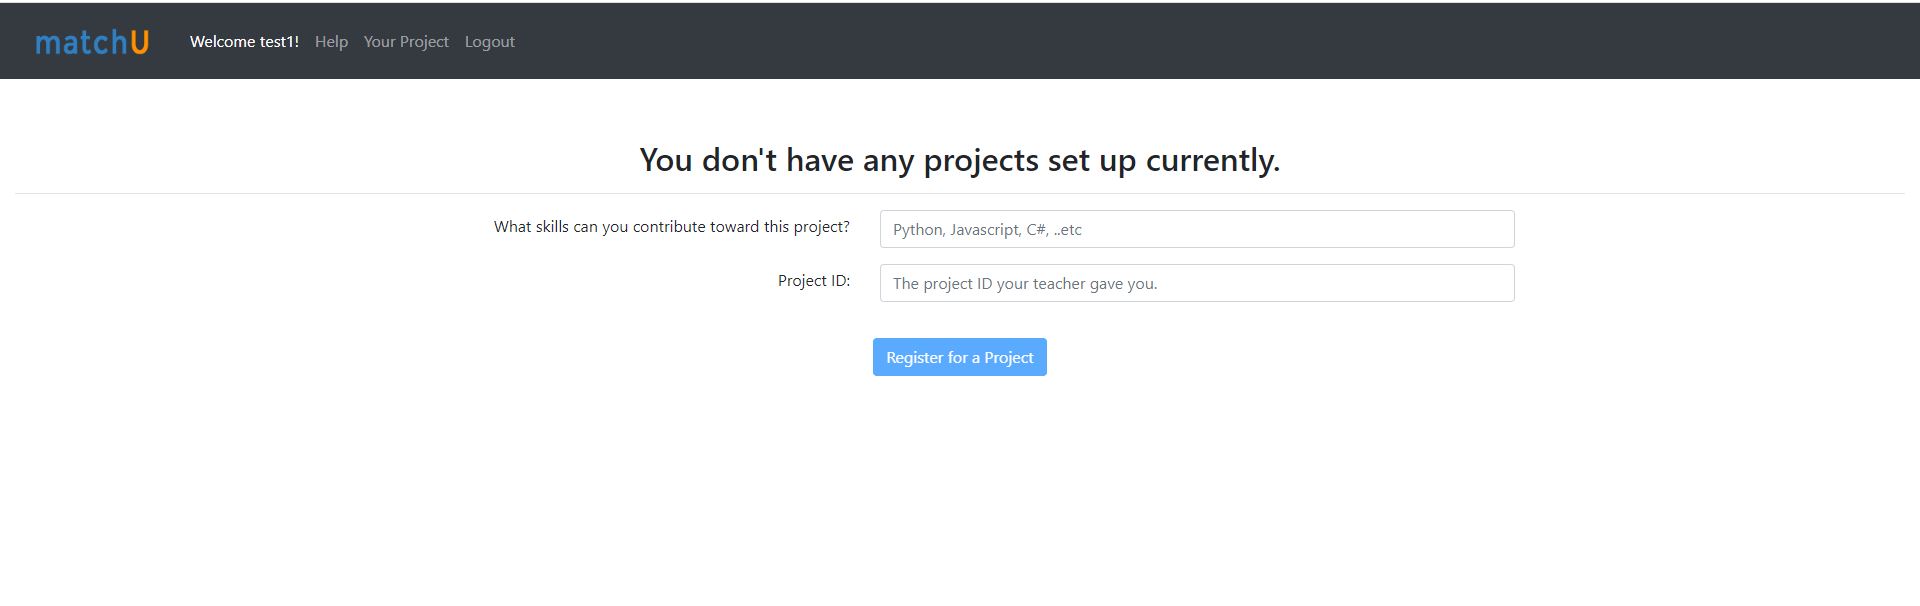 matchU Welcome test1! Help Your Project Logout
You don't have any projects set up currently.
What skills can you contribute toward this project? Python, Javascript, C#, ..etc
Project ID: The project ID your teacher gave you.
Register for a Project